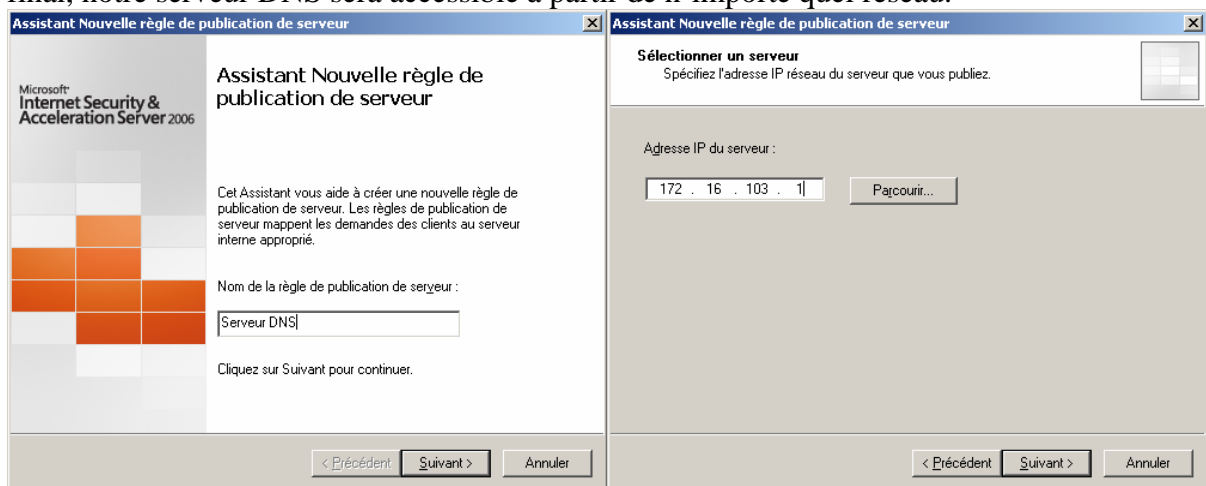 final, notre serveur DNS sera accessible à partir de n'importe quel réseau.
Assistant Nouvelle règle de publication de serveur
Microsoft
Internet Security &
Acceleration Server 2006
Assistant Nouvelle règle de
publication de serveur
Cet Assistant vous aide à créer une nouvelle règle de
publication de serveur. Les règles de publication de
serveur mappent les demandes des clients au serveur
interne approprié.
Nom de la règle de publication de serveur :
Serveur DNS
Cliquez sur Suivant pour continuer.
< Précédent Suivant > Annuler
Assistant Nouvelle règle de publication de serveur
Sélectionner un serveur
Spécifiez l'adresse IP réseau du serveur que vous publiez.
Adresse IP du serveur :
172 . 16 . 103 . 1 Parcourir...
< Précédent Suivant > Annuler